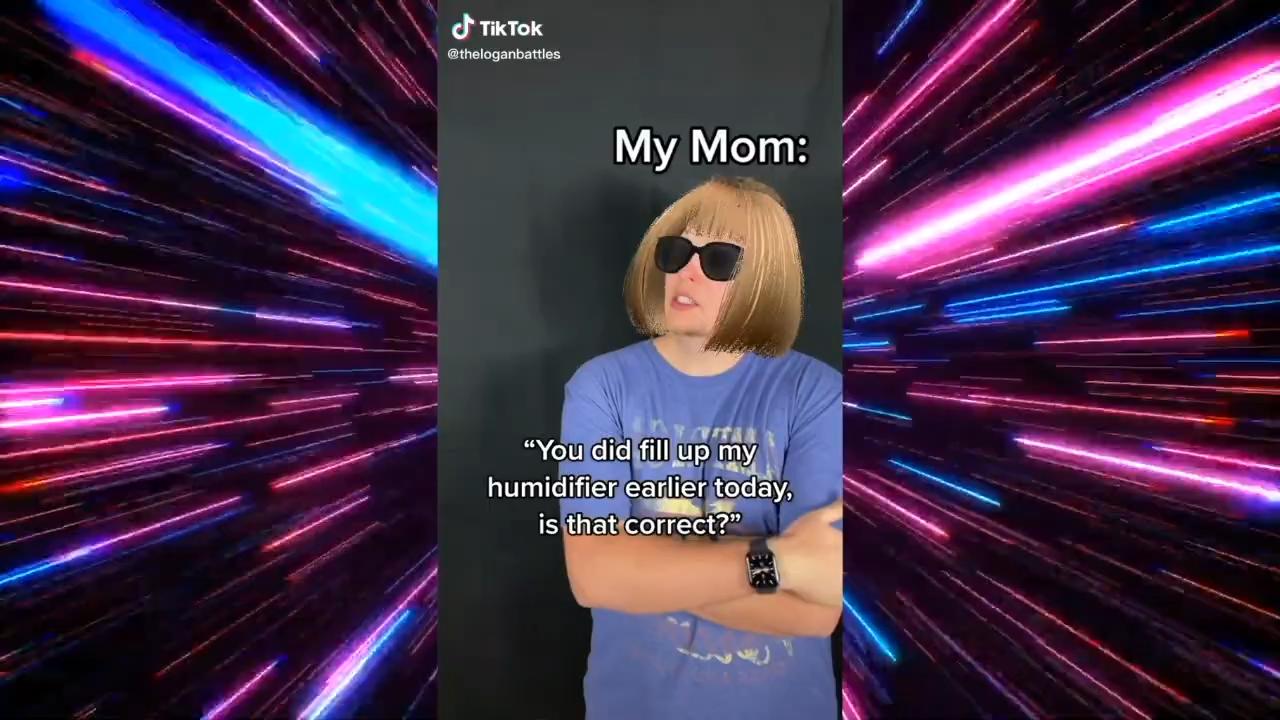 TikTok
@theloganbattles
My Mom:
“You did fill up my
humidifier earlier today,
is that correct?”